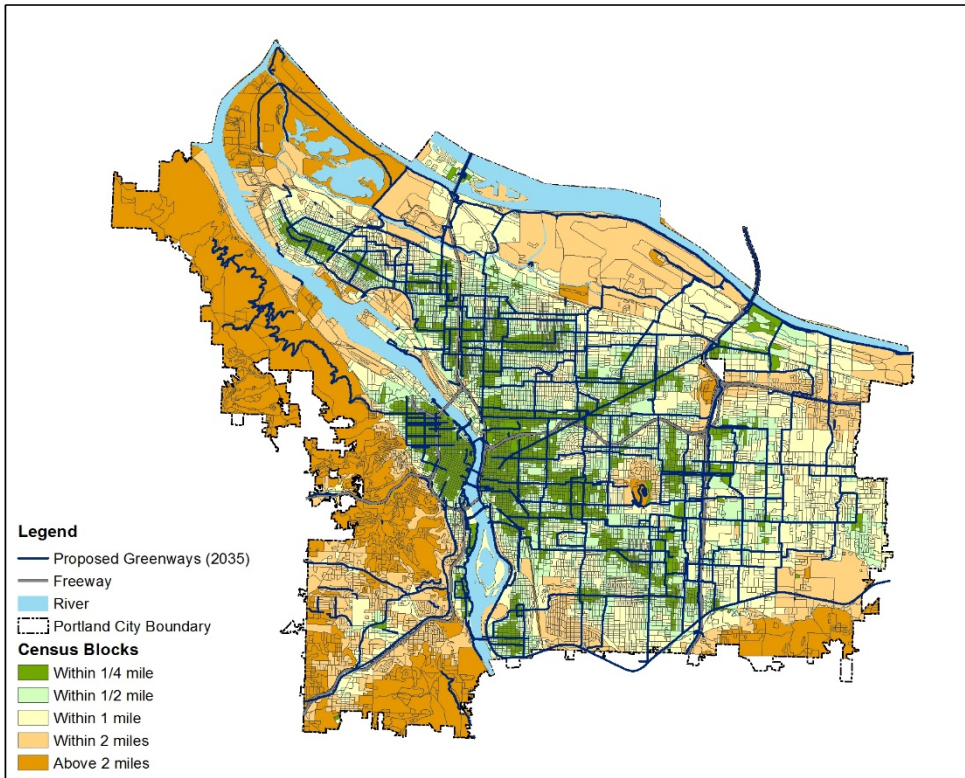 Legend
Proposed Greenways (2035)
Freeway
River
Portland City Boundary
Census Blocks
Within 1/4 mile
Within 1/2 mile
Within 1 mile
Within 2 miles
Above 2 miles